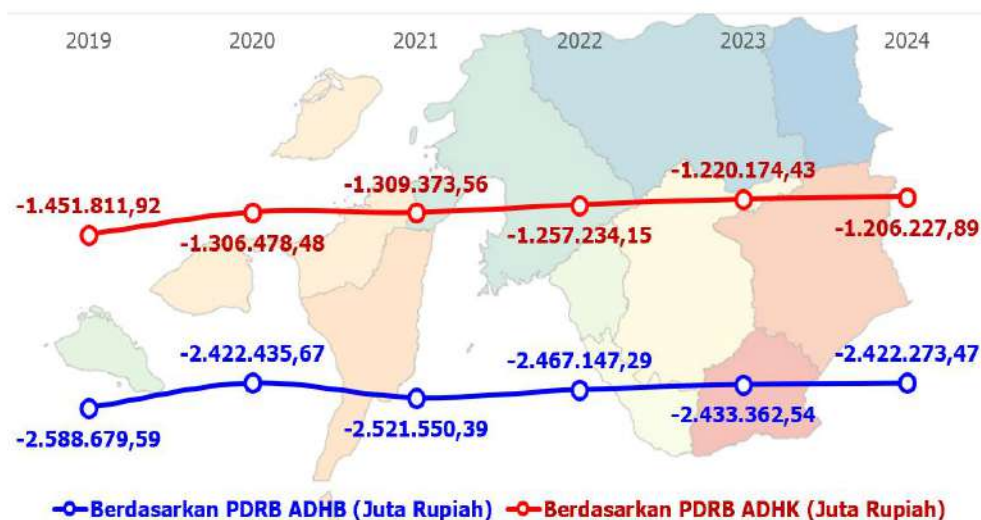 2019 2020 2021 2022 2023 2024
-1.451.811,92 -1.306.478,48 -1.309.373,56 -1.257.234,15 -1.220.174,43 -1.206.227,89
-2.588.679,59 -2.422.435,67 -2.521.550,39 -2.467.147,29 -2.433.362,54 -2.422.273,47
Berdasarkan PDRB ADHB (Juta Rupiah) Berdasarkan PDRB ADHK (Juta Rupiah)